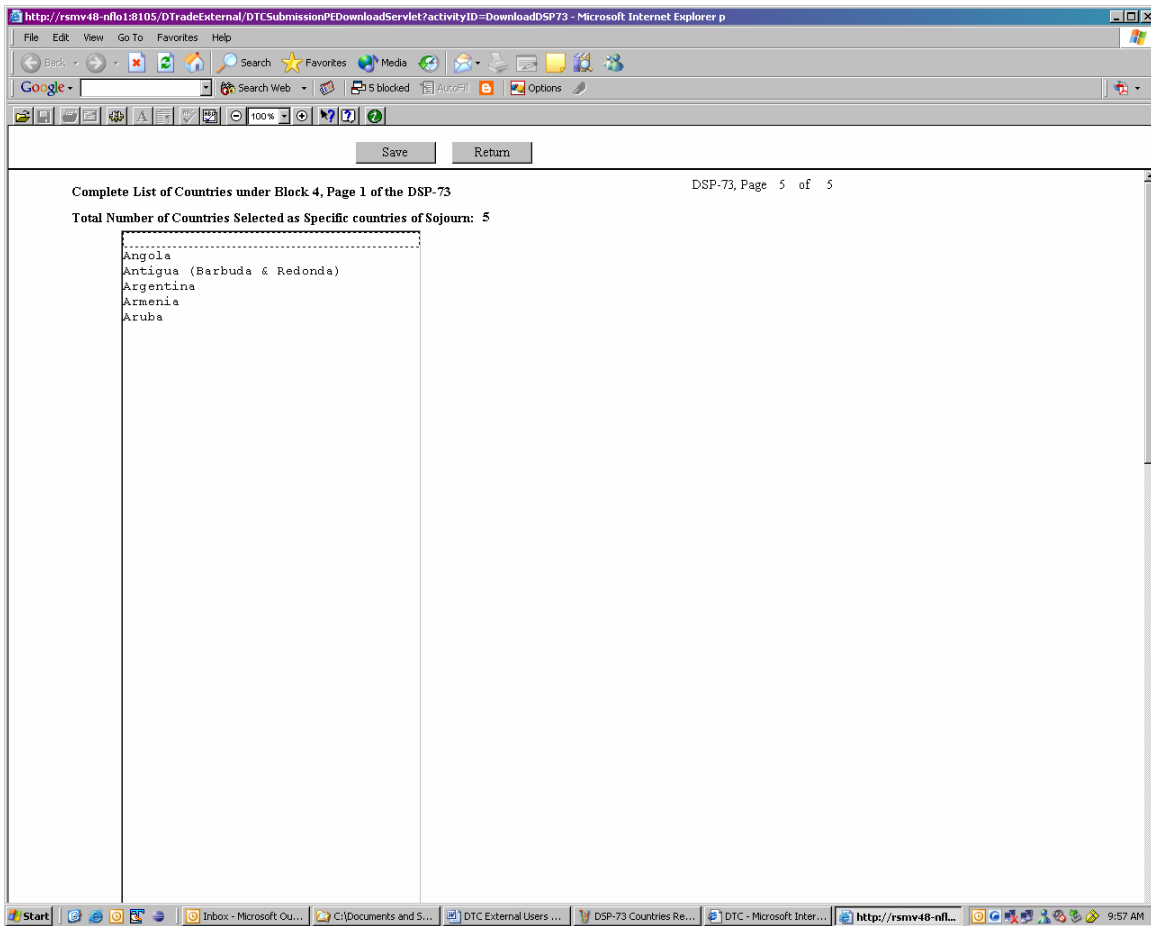 http://rsmv48-nflo1:8105/DTradeExternal/DTCSubmissionPEDownloadServlet?activityID=DownloadDSP73 - Microsoft Internet Explorer p
File Edit View Go To Favorites Help
Back Search Favorites Media
Google Search Web 5 blocked AutoFill Options
100%
Save Return
DSP-73, Page 5 of 5
Complete List of Countries under Block 4, Page 1 of the DSP-73
Total Number of Countries Selected as Specific countries of Sojourn: 5
Angola
Antigua (Barbuda & Redonda)
Argentina
Armenia
Aruba
Start Inbox - Microsoft Ou... C:\Documents and S... DTC External Users ... DSP-73 Countries Re... DTC - Microsoft Inter... http://rsmv48-nfl... 9:57 AM